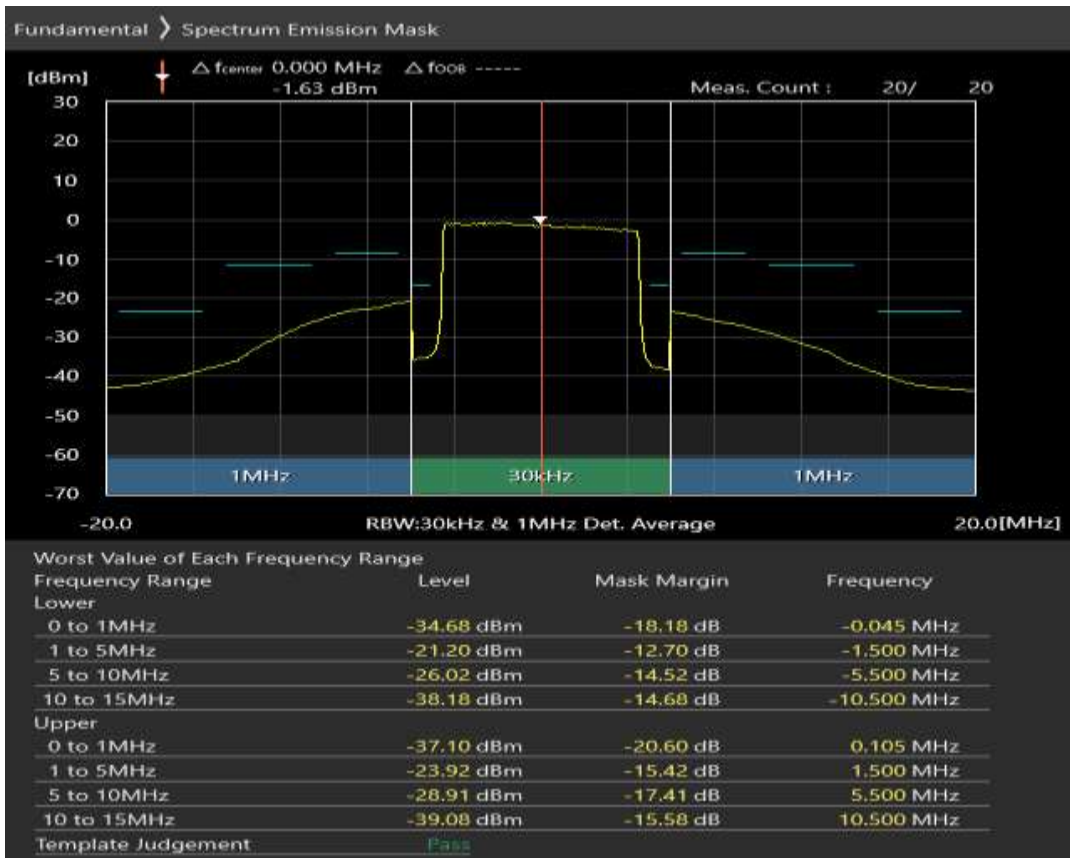 Fundamental ❭ Spectrum Emission Mask
[dBm] △ fcenter 0.000 MHz △ fOOB -----
-1.63 dBm Meas. Count : 20/ 20
30
20
10
0
-10
-20
-30
-40
-50
-60
1MHz 30kHz 1MHz
-70
-20.0 RBW:30kHz & 1MHz Det. Average 20.0[MHz]
Worst Value of Each Frequency Range
Frequency Range Level Mask Margin Frequency
Lower
0 to 1MHz -34.68 dBm -18.18 dB -0.045 MHz
1 to 5MHz -21.20 dBm -12.70 dB -1.500 MHz
5 to 10MHz -26.02 dBm -14.52 dB -5.500 MHz
10 to 15MHz -38.18 dBm -14.68 dB -10.500 MHz
Upper
0 to 1MHz -37.10 dBm -20.60 dB 0.105 MHz
1 to 5MHz -23.92 dBm -15.42 dB 1.500 MHz
5 to 10MHz -28.91 dBm -17.41 dB 5.500 MHz
10 to 15MHz -39.08 dBm -15.58 dB 10.500 MHz
Template Judgement Pass